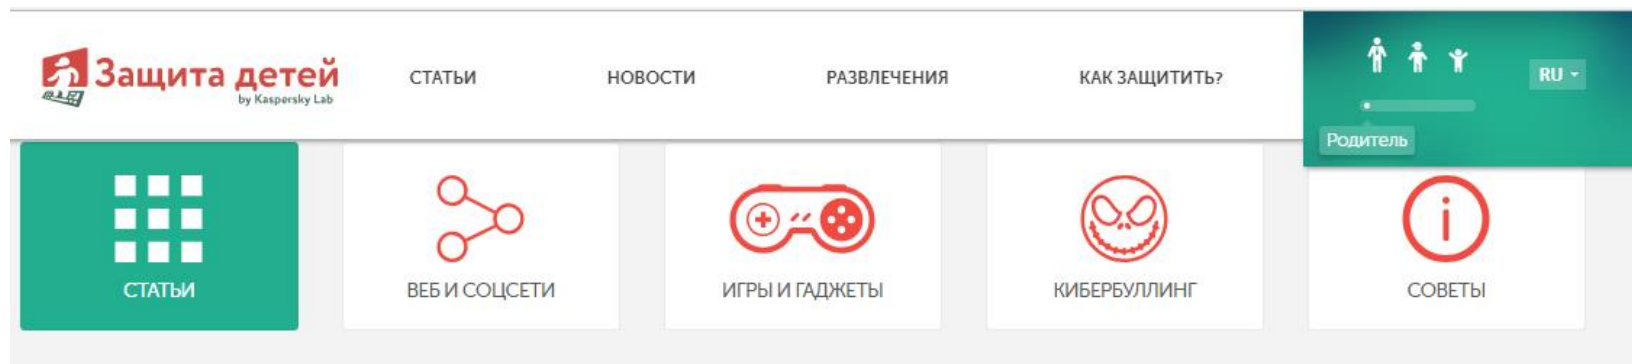 Защита детей
by Kaspersky Lab
СТАТЬИ
НОВОСТИ
РАЗВЛЕЧЕНИЯ
КАК ЗАЩИТИТЬ?
RU
Родитель
СТАТЬИ
ВЕБ И СОЦСЕТИ
ИГРЫ И ГАДЖЕТЫ
КИБЕРБУЛЛИНГ
СОВЕТЫ